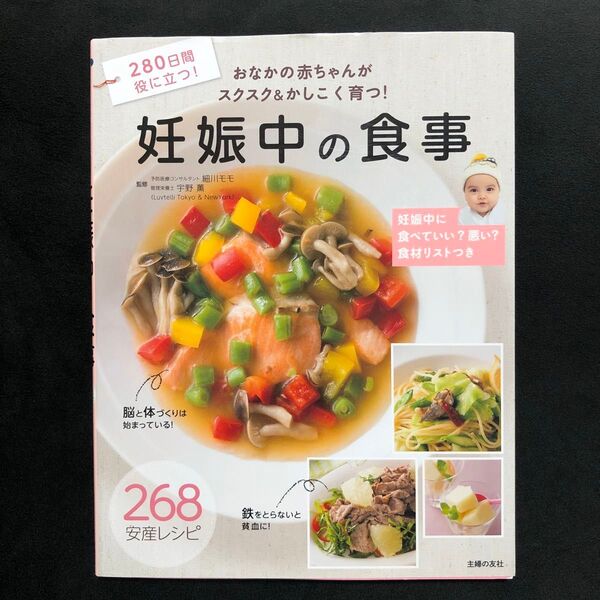 280日間
役に立つ!
おなかの赤ちゃんが
スクスク&かしこく育つ!
妊娠中の食事
監修
予防医療コンサルタント 細川モモ
管理栄養士 宇野 薫
(Luvtelli Tokyo & NewYork)
妊娠中に
食べていい?悪い?
食材リストつき
脳と体づくりは
始まっている!
268
安産レシピ
鉄をとらないと
貧血に!
主婦の友社